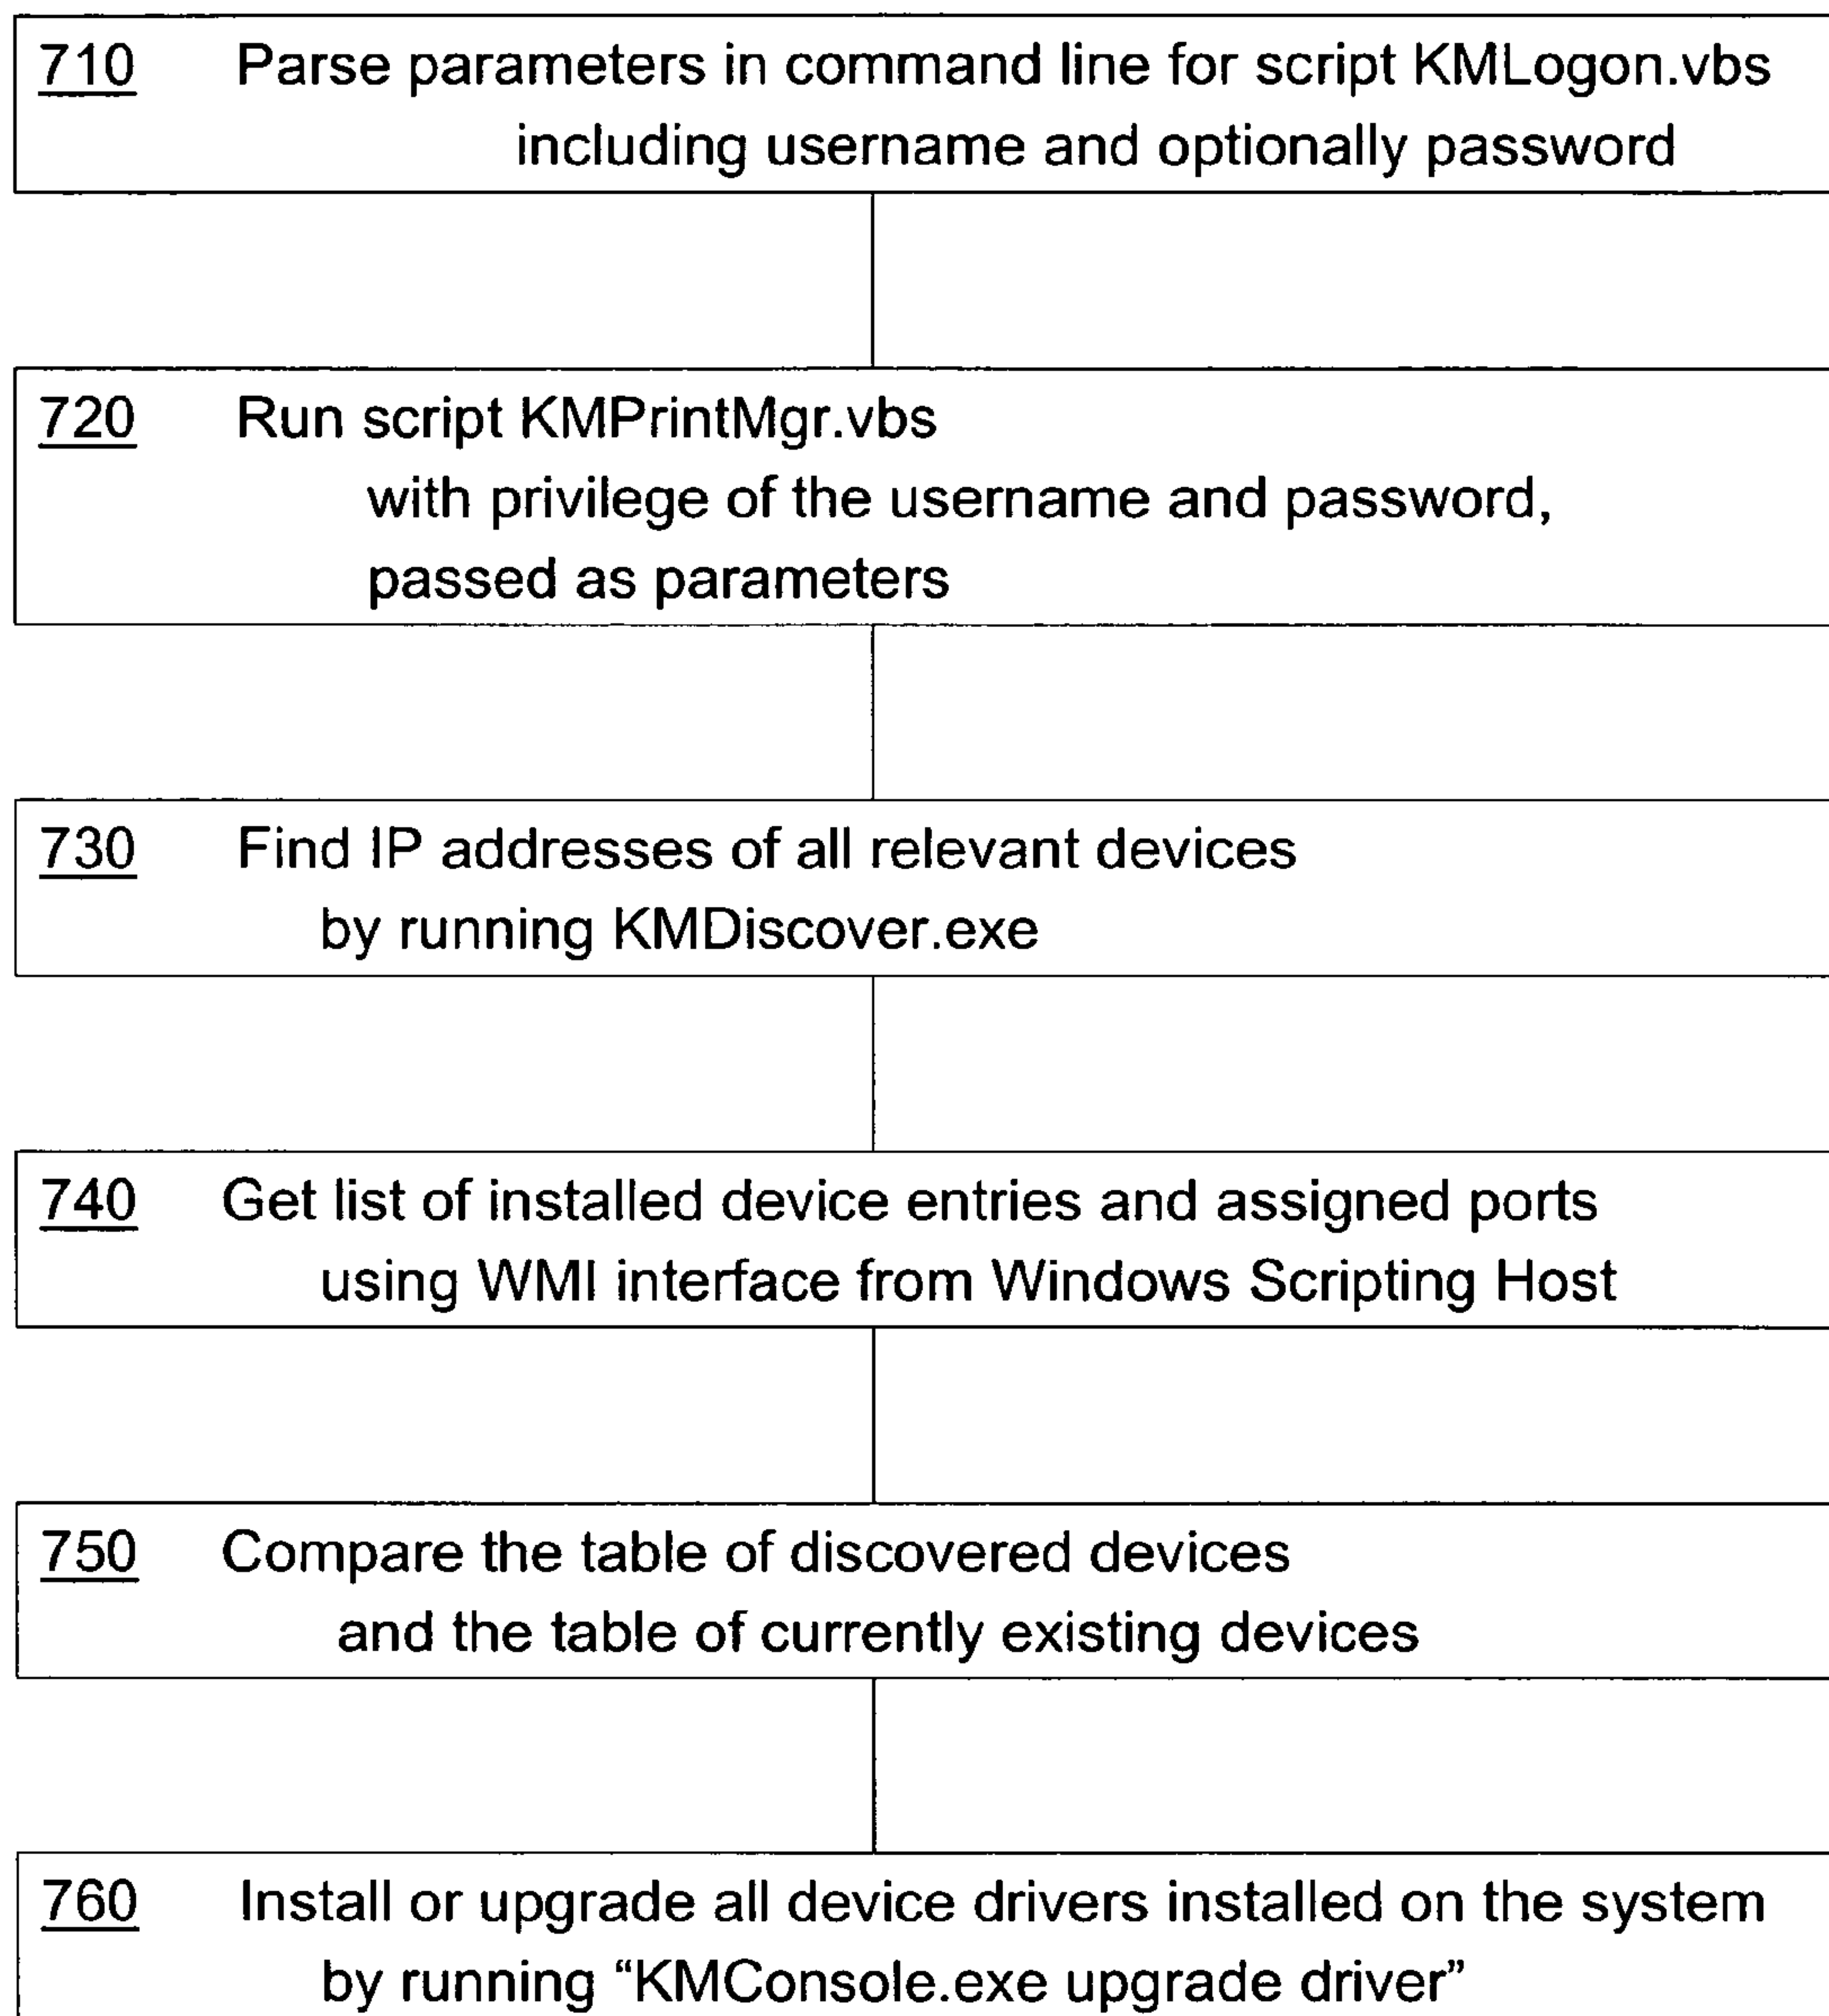 710 Parse parameters in command line for script KMLogon.vbs
including username and optionally password
720 Run script KMPrintMgr.vbs
with privilege of the username and password,
passed as parameters
730 Find IP addresses of all relevant devices
by running KMDiscover.exe
740 Get list of installed device entries and assigned ports
using WMI interface from Windows Scripting Host
750 Compare the table of discovered devices
and the table of currently existing devices
760 Install or upgrade all device drivers installed on the system
by running “KMConsole.exe upgrade driver”